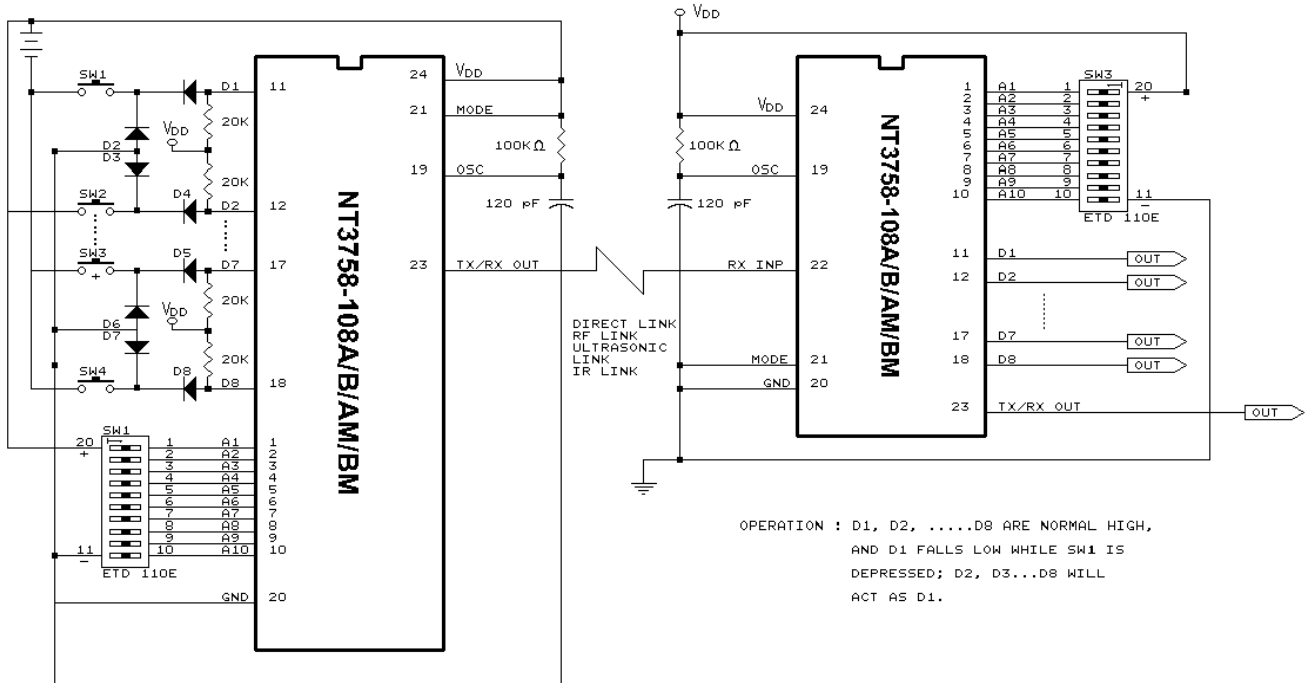 VDD
SW1
D1
11
20K
VDD
D2
D3
20K
SW2
D4
D2
12
SW3
+
D5
D7
17
20K
VDD
D6
D7
20K
SW4
D8
D8
18
SW1
20
+
1 A1 1
2 A2 2
3 A3 3
4 A4 4
5 A5 5
6 A6 6
7 A7 7
8 A8 8
9 A9 9
10 A10 10
11
−
ETD 110E
GND 20
NT3758-108A/B/AM/BM
24 VDD
21 MODE
100KΩ
19 OSC
120 pF
23 TX/RX OUT
DIRECT LINK
RF LINK
ULTRASONIC
LINK
IR LINK
VDD 24
100KΩ
OSC 19
120 pF
RX INP 22
MODE 21
GND 20
NT3758-108A/B/AM/BM
SW3
1 A1 1
2 A2 2
3 A3 3
4 A4 4
5 A5 5
6 A6 6
7 A7 7
8 A8 8
9 A9 9
10 A10 10
20
+
11
−
ETD 110E
11 D1 OUT
12 D2 OUT
17 D7 OUT
18 D8 OUT
23 TX/RX OUT OUT
OPERATION : D1, D2, .....D8 ARE NORMAL HIGH,
AND D1 FALLS LOW WHILE SW1 IS
DEPRESSED; D2, D3...D8 WILL
ACT AS D1.